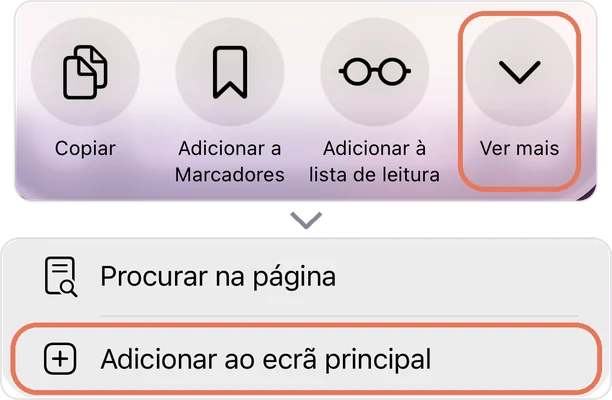 Copiar
Adicionar a
Marcadores
Adicionar à
lista de leitura
Ver mais
Procurar na página
Adicionar ao ecrã principal